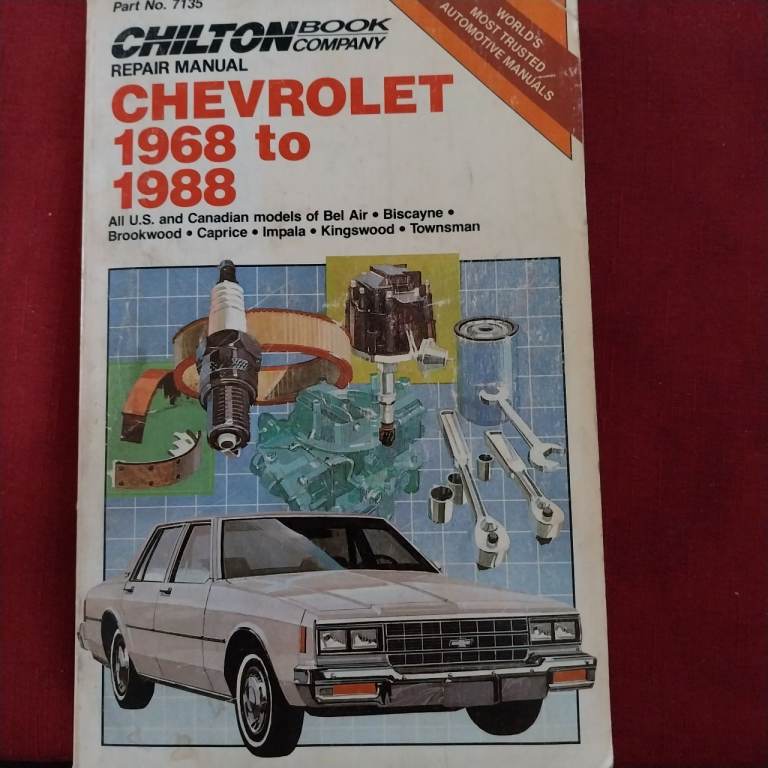 Part No. 7135
CHILTON BOOK COMPANY
REPAIR MANUAL
WORLD'S
MOST TRUSTED
AUTOMOTIVE MANUALS
CHEVROLET
1968 to
1988
All U.S. and Canadian models of Bel Air • Biscayne •
Brookwood • Caprice • Impala • Kingswood • Townsman